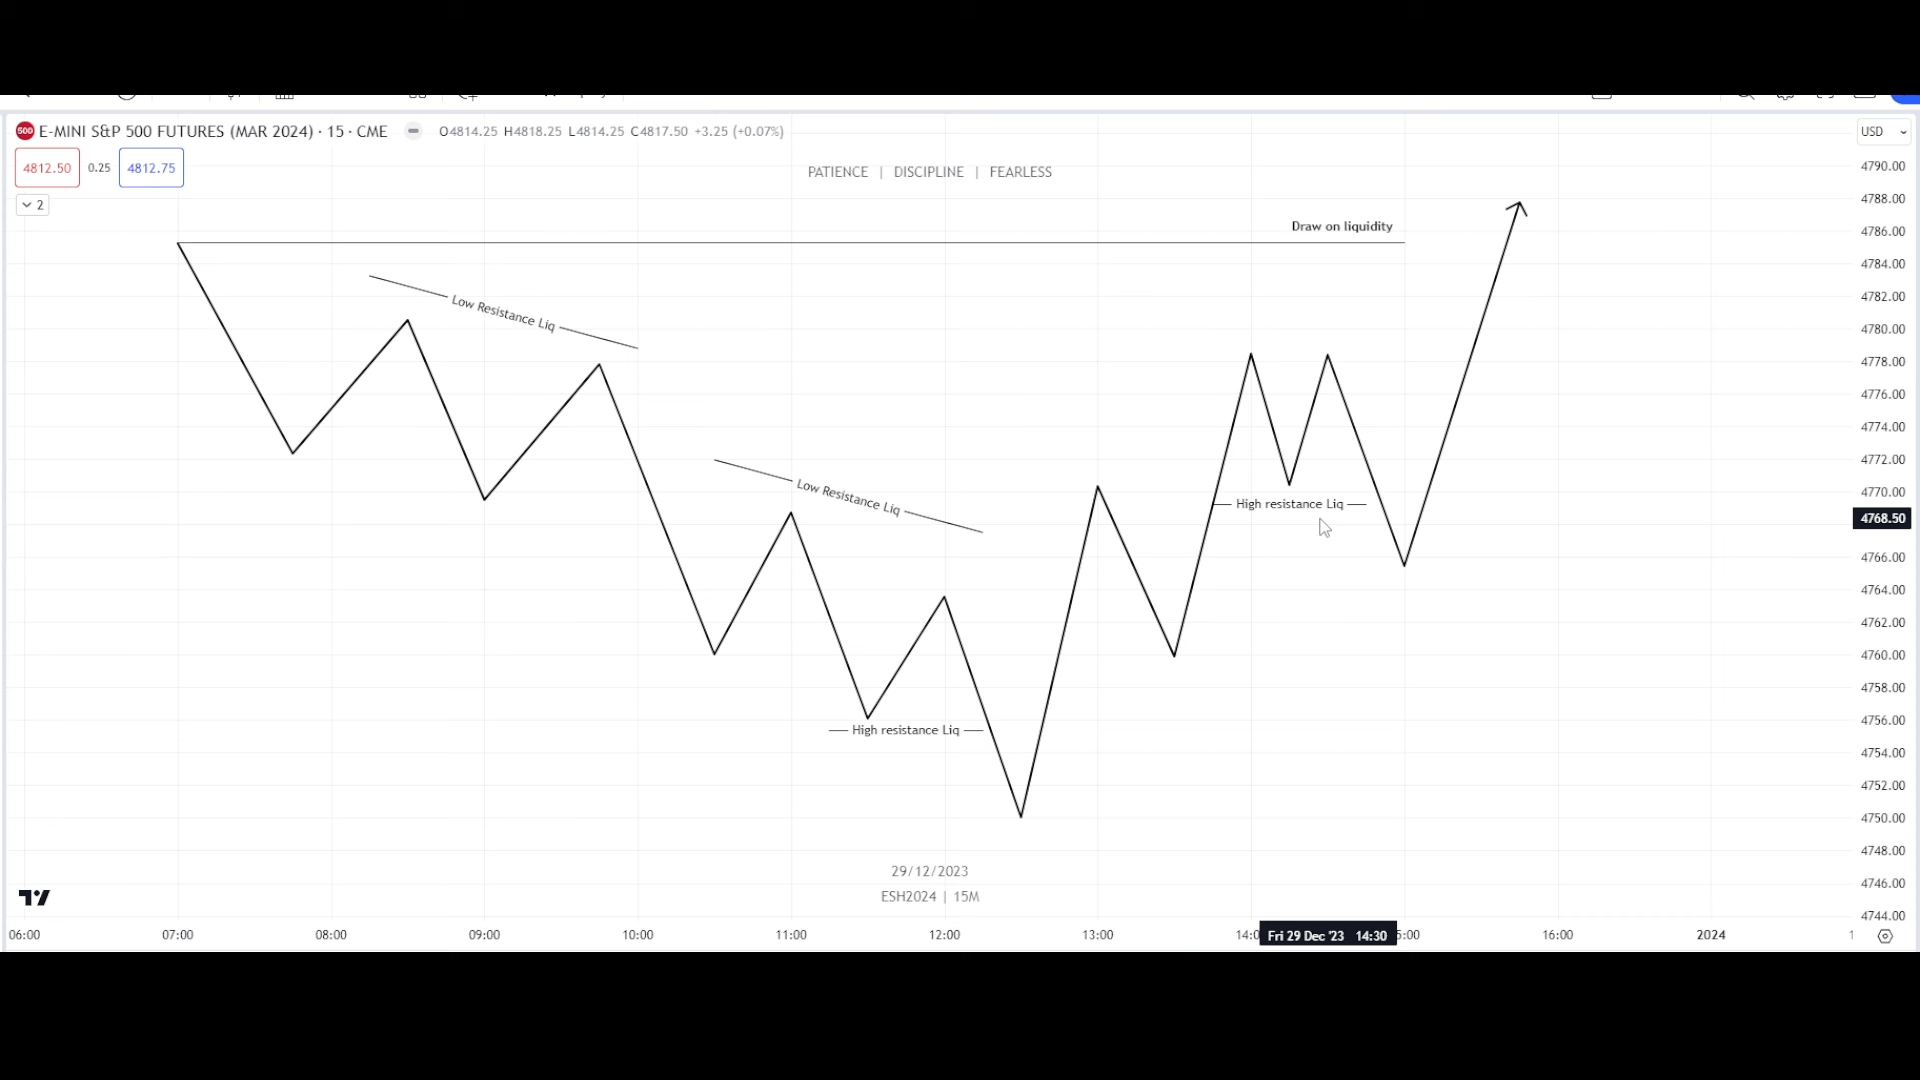 500 E-MINI S&P 500 FUTURES (MAR 2024) · 15 · CME O4814.25 H4818.25 L4814.25 C4817.50 +3.25 (+0.07%)
USD
4812.50 0.25 4812.75
2
PATIENCE | DISCIPLINE | FEARLESS
Draw on liquidity
Low Resistance Liq
Low Resistance Liq
High resistance Liq
High resistance Liq
4790.00
4788.00
4786.00
4784.00
4782.00
4780.00
4778.00
4776.00
4774.00
4772.00
4770.00
4768.50
4766.00
4764.00
4762.00
4760.00
4758.00
4756.00
4754.00
4752.00
4750.00
4748.00
4746.00
4744.00
29/12/2023
ESH2024 | 15M
06:00 07:00 08:00 09:00 10:00 11:00 12:00 13:00 14:0 Fri 29 Dec '23 14:30 5:00 16:00 2024 1